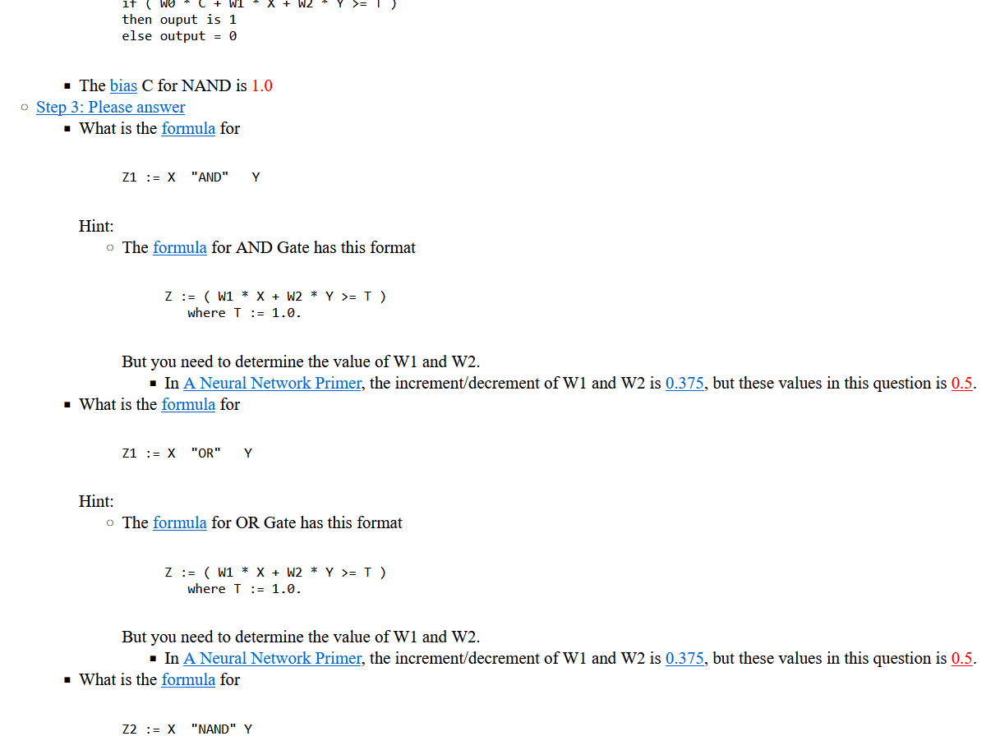 if ( W0 * C + W1 * X + W2 * Y >= T )
then ouput is 1
else output = 0
▪ The bias C for NAND is 1.0
○ Step 3: Please answer
▪ What is the formula for
Z1 := X "AND" Y
Hint:
○ The formula for AND Gate has this format
Z := ( W1 * X + W2 * Y >= T )
where T := 1.0.
But you need to determine the value of W1 and W2.
▪ In A Neural Network Primer, the increment/decrement of W1 and W2 is 0.375, but these values in this question is 0.5.
▪ What is the formula for
Z1 := X "OR" Y
Hint:
○ The formula for OR Gate has this format
Z := ( W1 * X + W2 * Y >= T )
where T := 1.0.
But you need to determine the value of W1 and W2.
▪ In A Neural Network Primer, the increment/decrement of W1 and W2 is 0.375, but these values in this question is 0.5.
▪ What is the formula for
Z2 := X "NAND" Y